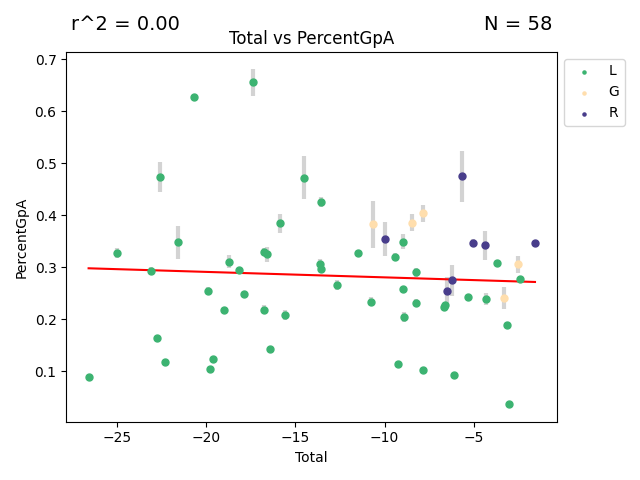 r^2 = 0.00
N = 58
Total vs PercentGpA
L
G
R
0.7
0.6
0.5
0.4
0.3
0.2
0.1
PercentGpA
−25
−20
−15
−10
−5
Total